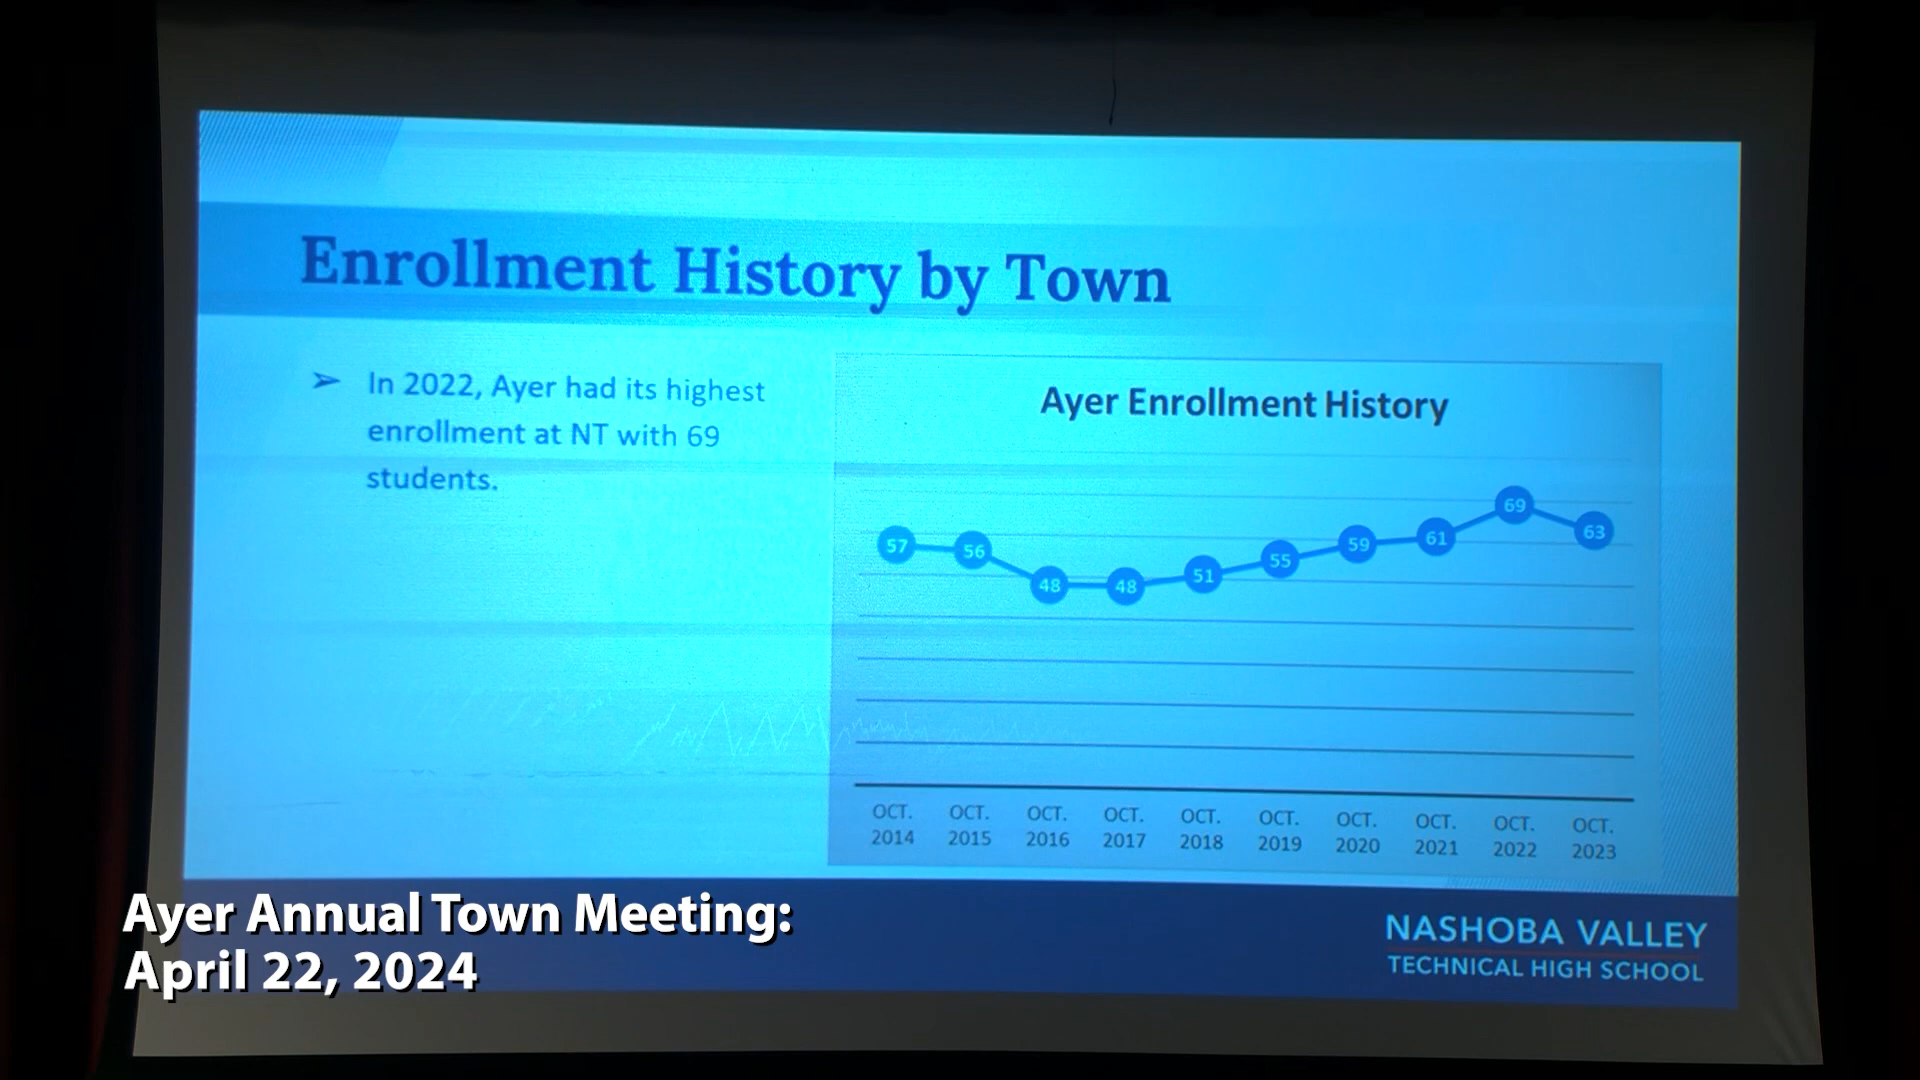 Enrollment History by Town
➢ In 2022, Ayer had its highest
enrollment at NT with 69
students.
Ayer Enrollment History
57 56 48 48 51 55 59 61 69 63
OCT. OCT. OCT. OCT. OCT. OCT. OCT. OCT. OCT. OCT.
2014 2015 2016 2017 2018 2019 2020 2021 2022 2023
Ayer Annual Town Meeting:
April 22, 2024
NASHOBA VALLEY
TECHNICAL HIGH SCHOOL